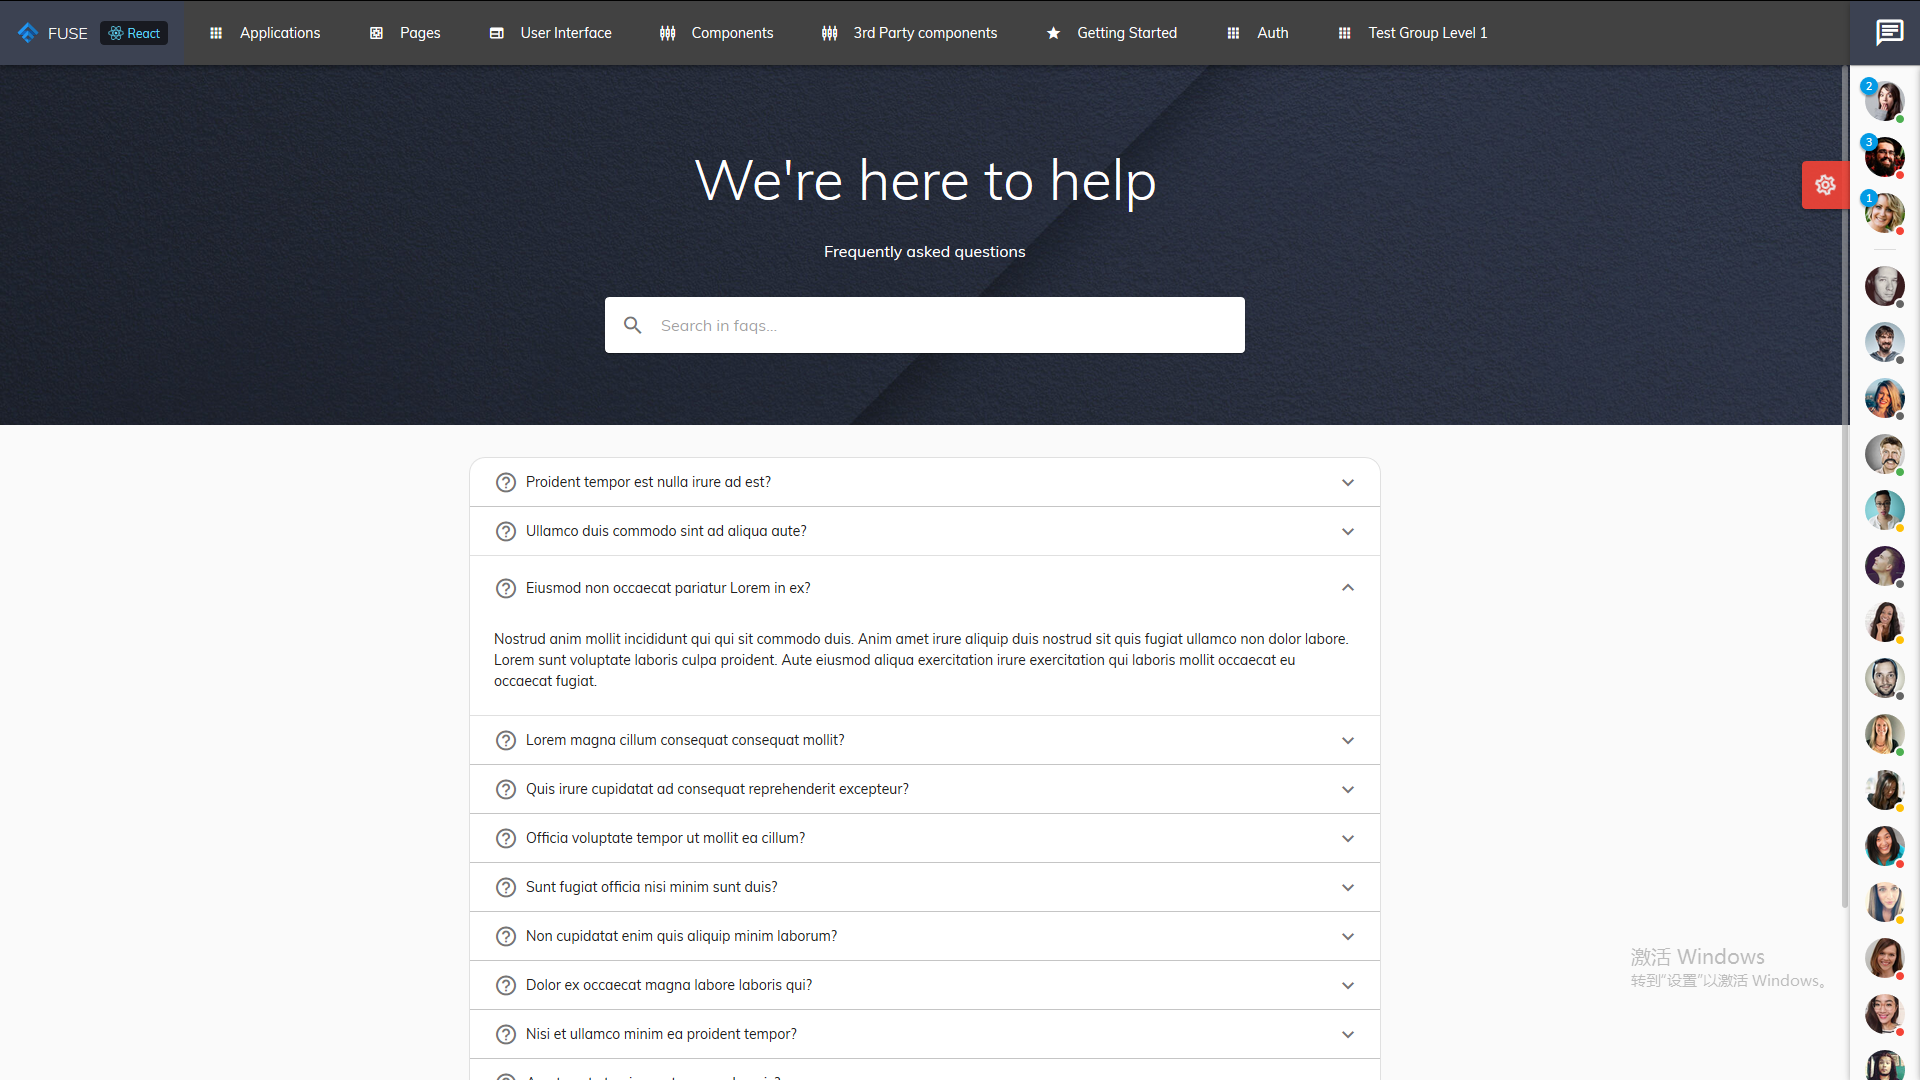 FUSE
React
Applications
Pages
User Interface
Components
3rd Party components
Getting Started
Auth
Test Group Level 1
2
3
1
We're here to help
Frequently asked questions
Search in faqs...
Proident tempor est nulla irure ad est?
Ullamco duis commodo sint ad aliqua aute?
Eiusmod non occaecat pariatur Lorem in ex?
Nostrud anim mollit incididunt qui qui sit commodo duis. Anim amet irure aliquip duis nostrud sit quis fugiat ullamco non dolor labore.
Lorem sunt voluptate laboris culpa proident. Aute eiusmod aliqua exercitation irure exercitation qui laboris mollit occaecat eu
occaecat fugiat.
Lorem magna cillum consequat consequat mollit?
Quis irure cupidatat ad consequat reprehenderit excepteur?
Officia voluptate tempor ut mollit ea cillum?
Sunt fugiat officia nisi minim sunt duis?
Non cupidatat enim quis aliquip minim laborum?
Dolor ex occaecat magna labore laboris qui?
Nisi et ullamco minim ea proident tempor?
激活 Windows
转到“设置”以激活 Windows。